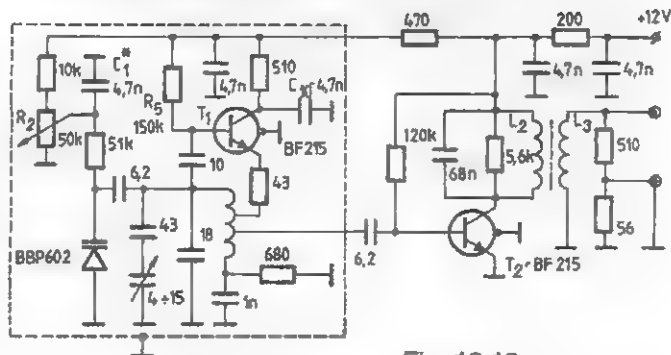 470
200
+12V
10k
C1*
4,7n
R5
150k
4,7n
510
C10 4,7n
T1
BF215
R2
50k
51k
10
43
6,2
BBP602
43
4÷15
18
680
1n
6,2
120k
68n
5,6k
L2
L3
4,7n
4,7n
510
56
T2-BF215